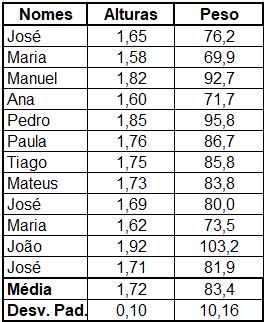 Nomes Alturas Peso
José 1,65 76,2
Maria 1,58 69,9
Manuel 1,82 92,7
Ana 1,60 71,7
Pedro 1,85 95,8
Paula 1,76 86,7
Tiago 1,75 85,8
Mateus 1,73 83,8
José 1,69 80,0
Maria 1,62 73,5
João 1,92 103,2
José 1,71 81,9
Média 1,72 83,4
Desv. Pad. 0,10 10,16